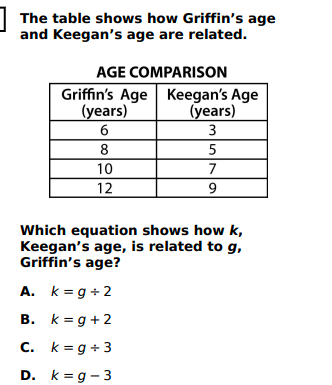 The table shows how Griffin's age
and Keegan's age are related.
AGE COMPARISON
Griffin's Age (years) Keegan's Age (years)
6 3
8 5
10 7
12 9
Which equation shows how k,
Keegan's age, is related to g,
Griffin's age?
A. k = g ÷ 2
B. k = g + 2
C. k = g ÷ 3
D. k = g − 3